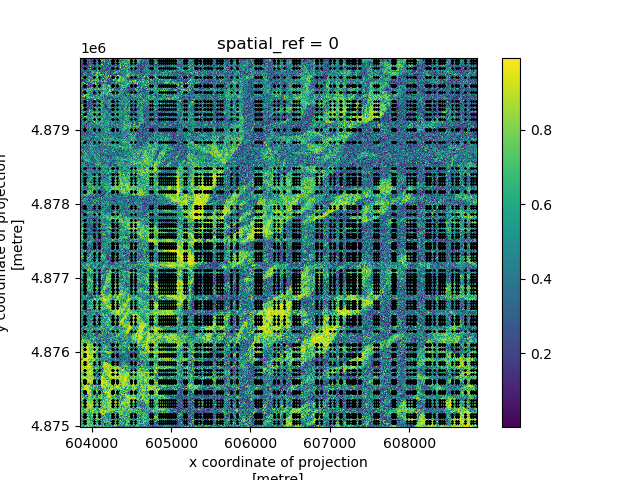 spatial_ref = 0
1e6
4.879
4.878
4.877
4.876
4.875
604000 605000 606000 607000 608000
x coordinate of projection
[metre]
y coordinate of projection
[metre]
0.8
0.6
0.4
0.2